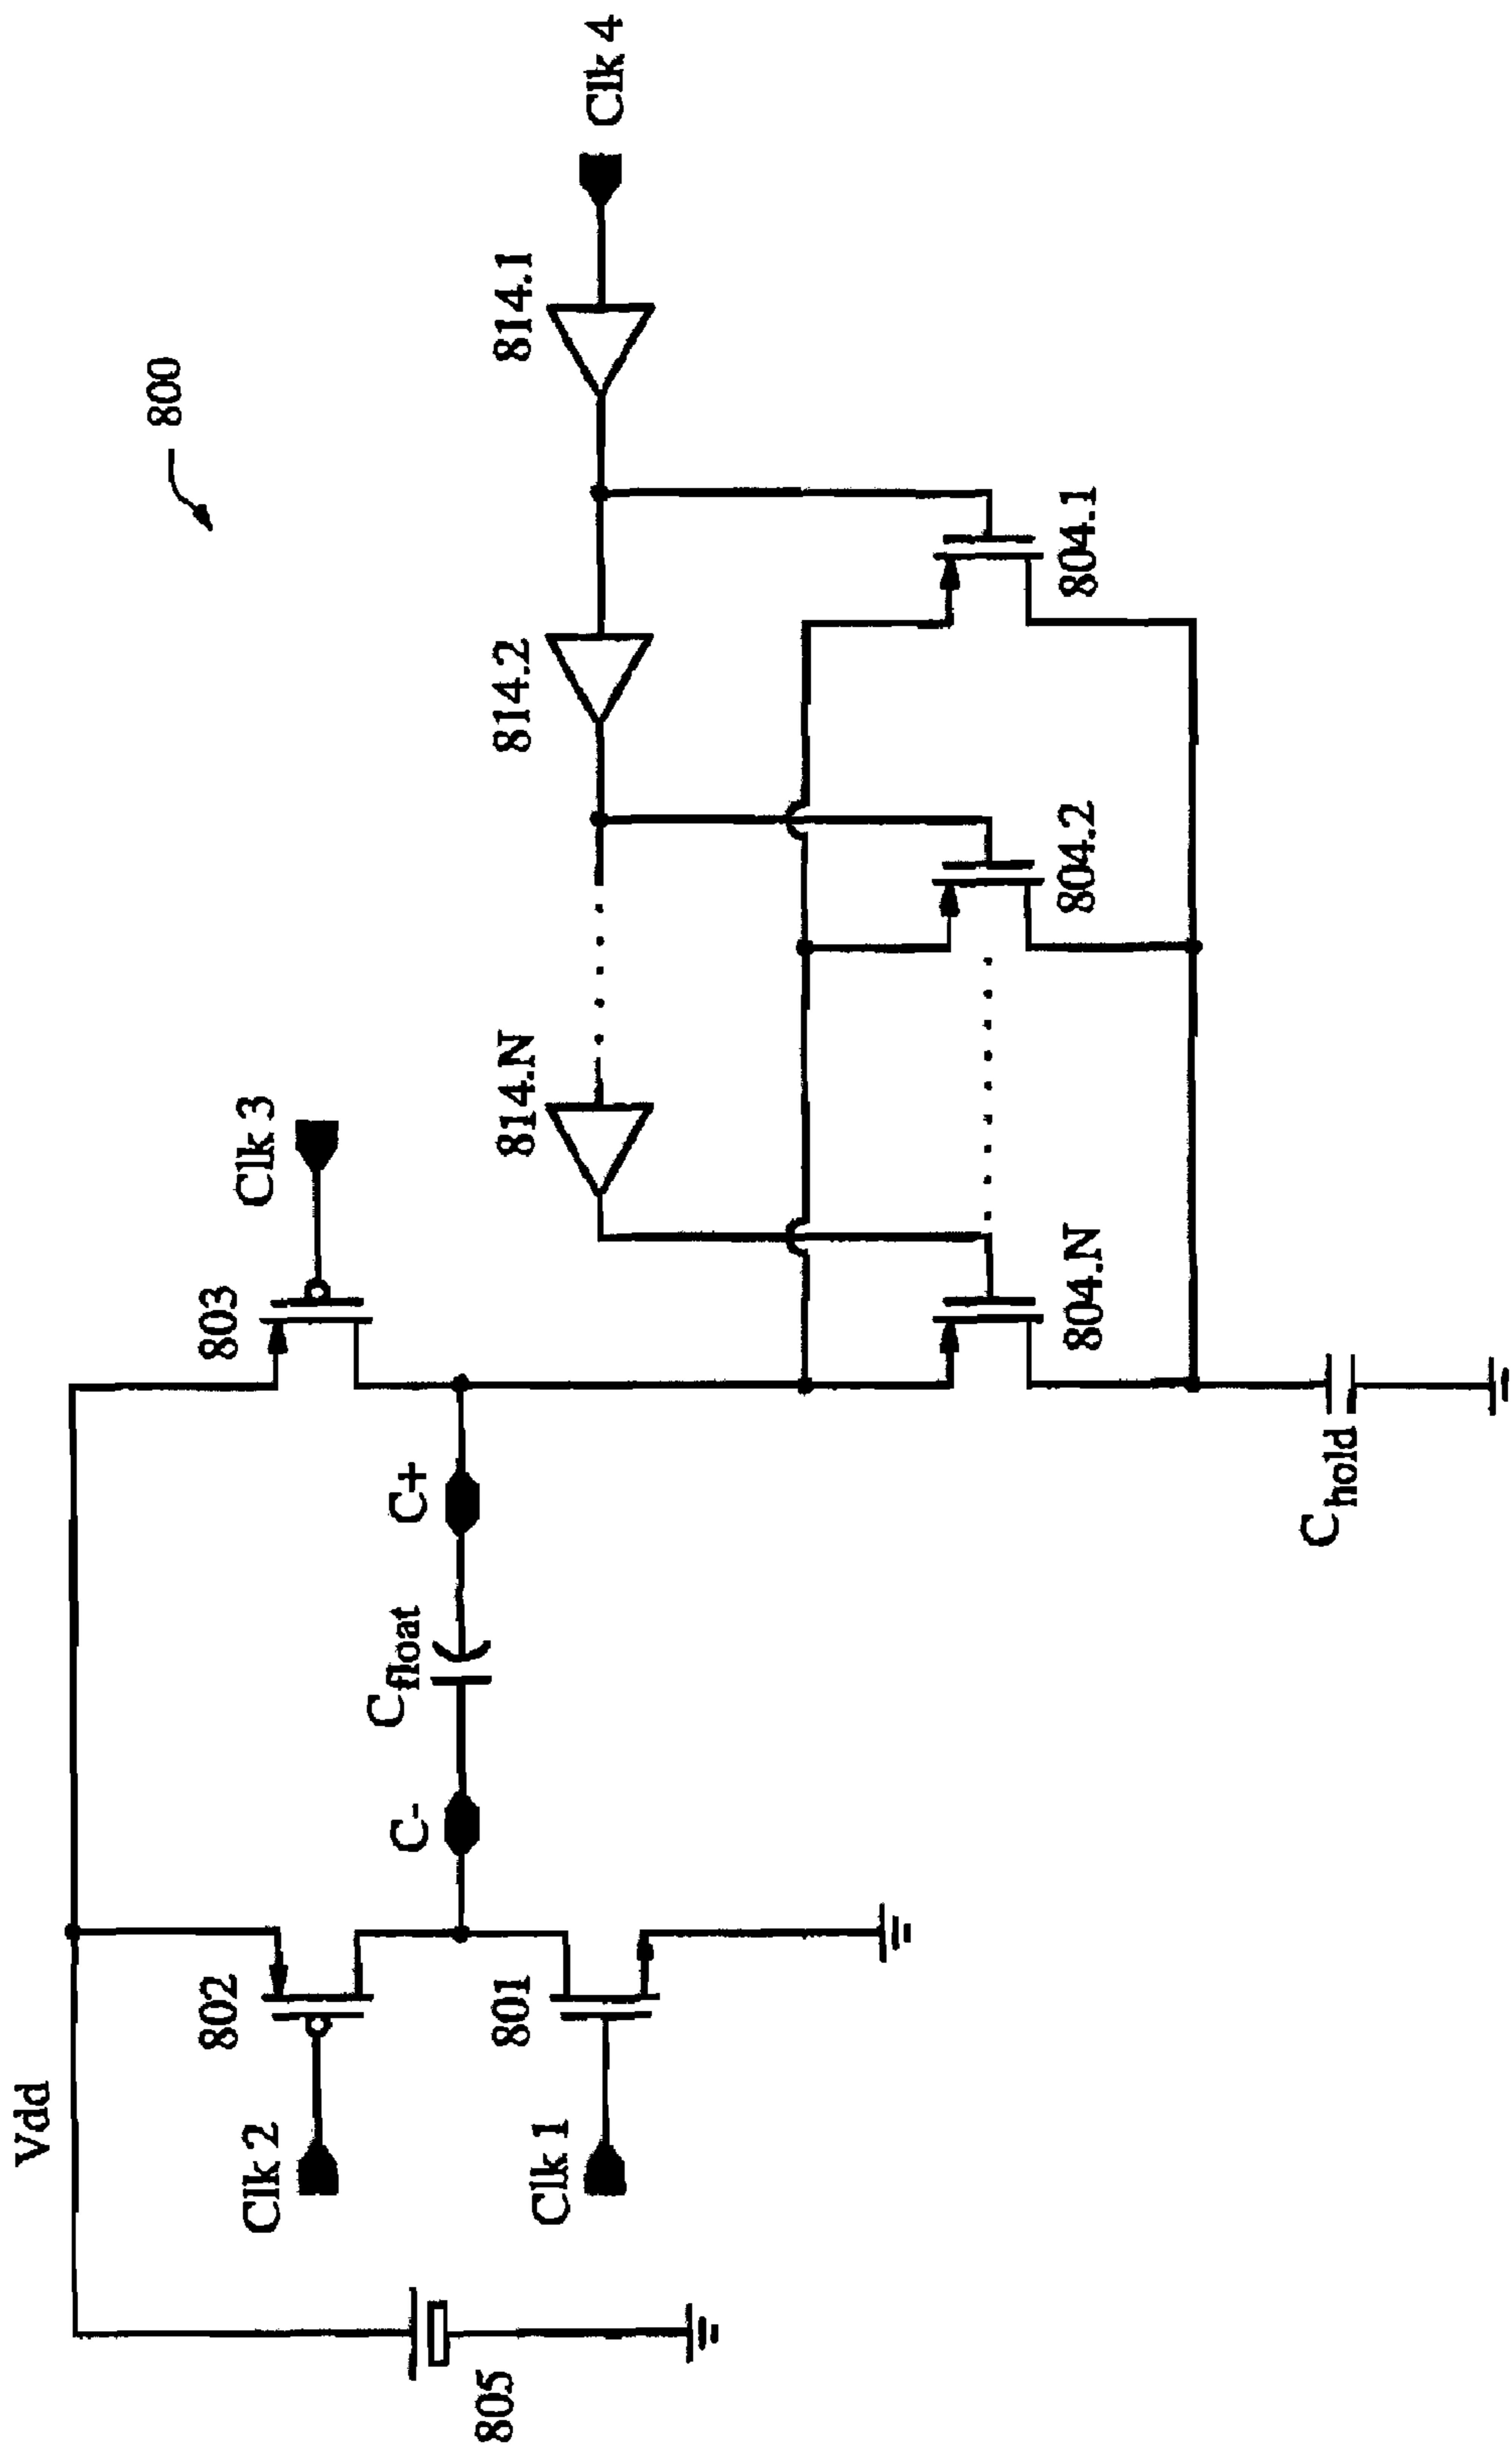 800
Vdd
805
Clk 2
802
Clk 1
801
C-
Cfloat
C+
803
Clk 3
814.N
814.2
814.1
Clk 4
804.N
804.2
804.1
Chold